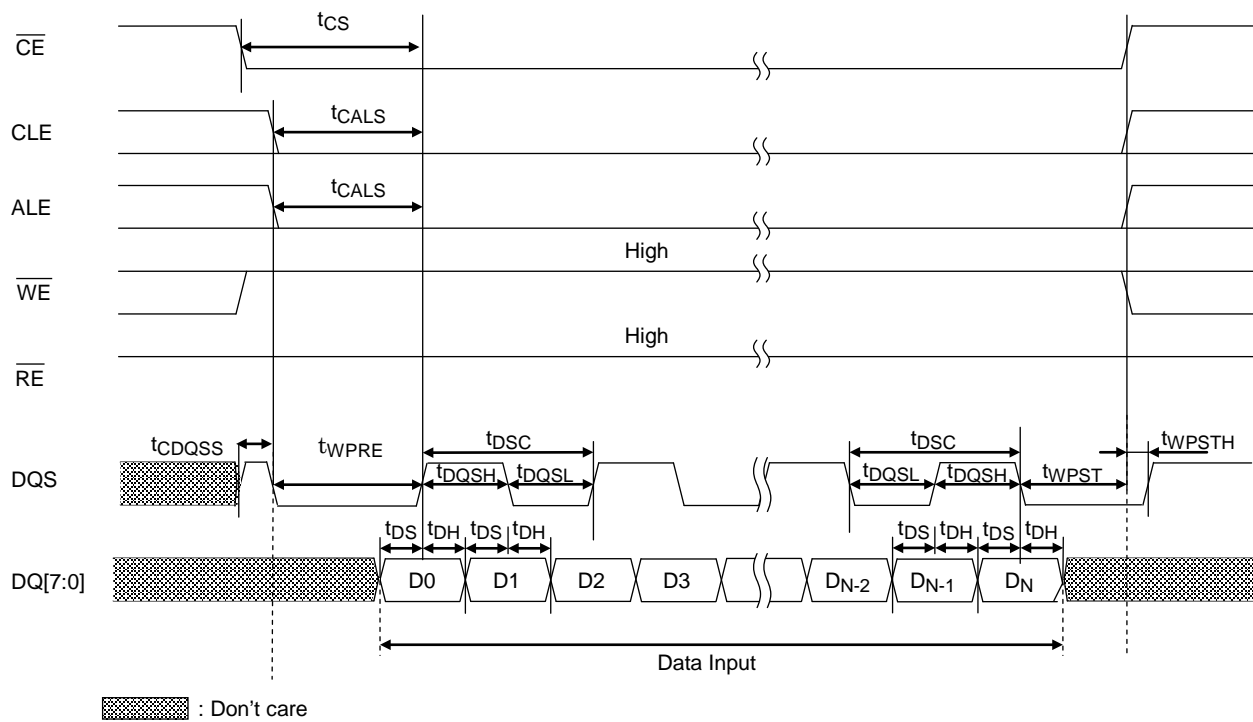 tCS
CE
tCALS
CLE
tCALS
ALE
High
WE
High
RE
tCDQSS
tWPRE
tDSC
tDSC
tWPSTH
DQS
tDQSH
tDQSL
tDQSL
tDQSH
tWPST
tDS
tDH
tDS
tDH
tDS
tDH
tDS
tDH
DQ[7:0]
D0
D1
D2
D3
DN-2
DN-1
DN
Data Input
: Don't care